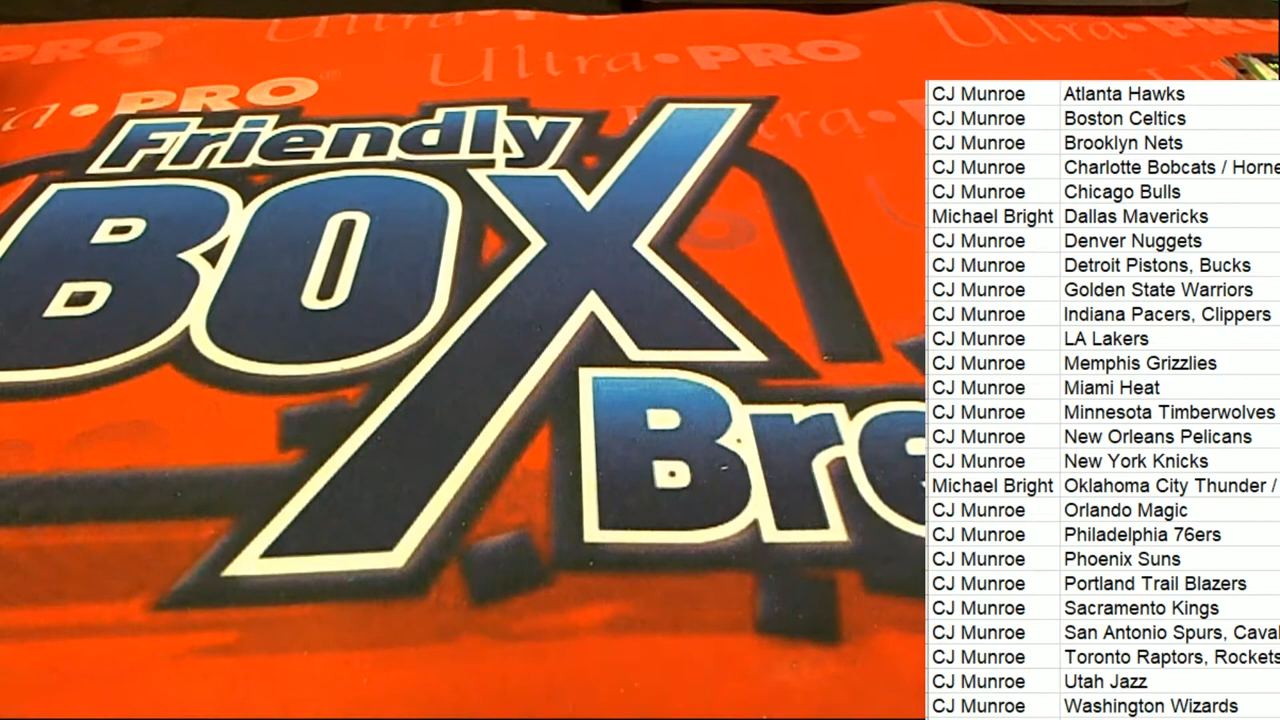 PRO
Ultra
Ultra • PRO
Ultra
a • PRO
Friendly
BOX
Bre
CJ Munroe Atlanta Hawks
CJ Munroe Boston Celtics
CJ Munroe Brooklyn Nets
CJ Munroe Charlotte Bobcats / Horne
CJ Munroe Chicago Bulls
Michael Bright Dallas Mavericks
CJ Munroe Denver Nuggets
CJ Munroe Detroit Pistons, Bucks
CJ Munroe Golden State Warriors
CJ Munroe Indiana Pacers, Clippers
CJ Munroe LA Lakers
CJ Munroe Memphis Grizzlies
CJ Munroe Miami Heat
CJ Munroe Minnesota Timberwolves
CJ Munroe New Orleans Pelicans
CJ Munroe New York Knicks
Michael Bright Oklahoma City Thunder /
CJ Munroe Orlando Magic
CJ Munroe Philadelphia 76ers
CJ Munroe Phoenix Suns
CJ Munroe Portland Trail Blazers
CJ Munroe Sacramento Kings
CJ Munroe San Antonio Spurs, Caval
CJ Munroe Toronto Raptors, Rockets
CJ Munroe Utah Jazz
CJ Munroe Washington Wizards